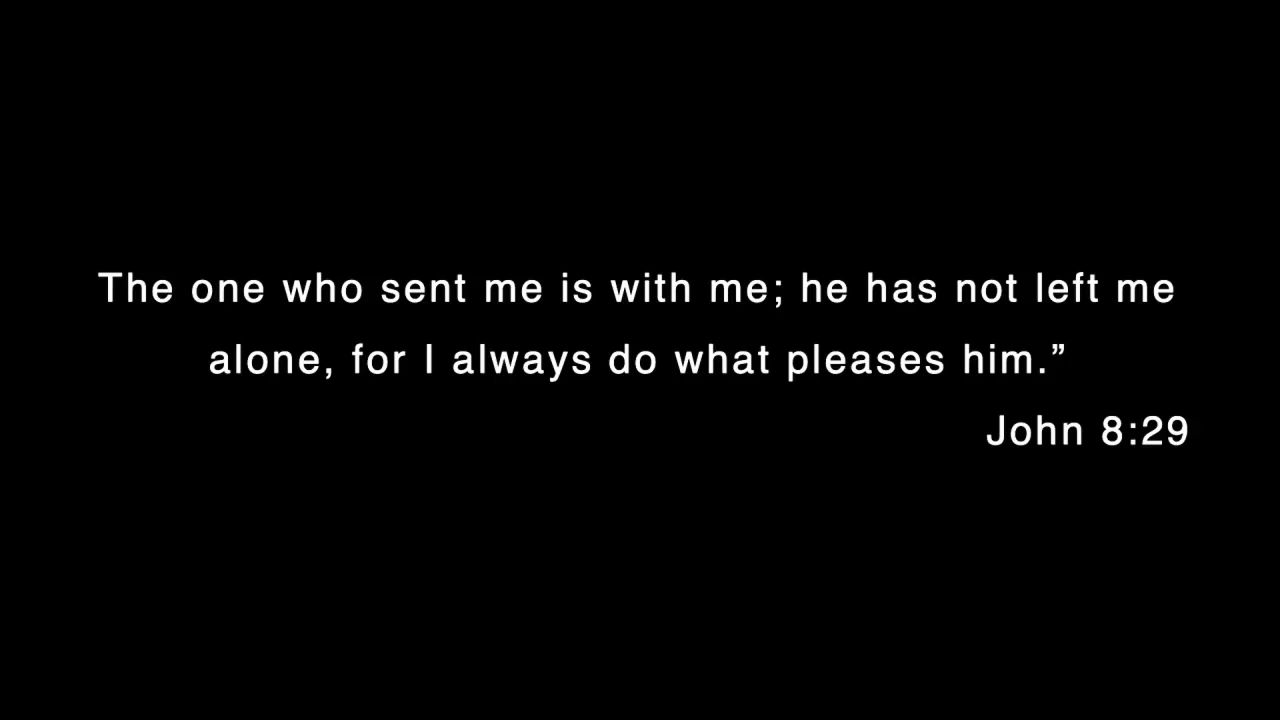 The one who sent me is with me; he has not left me
alone, for I always do what pleases him.”
John 8:29